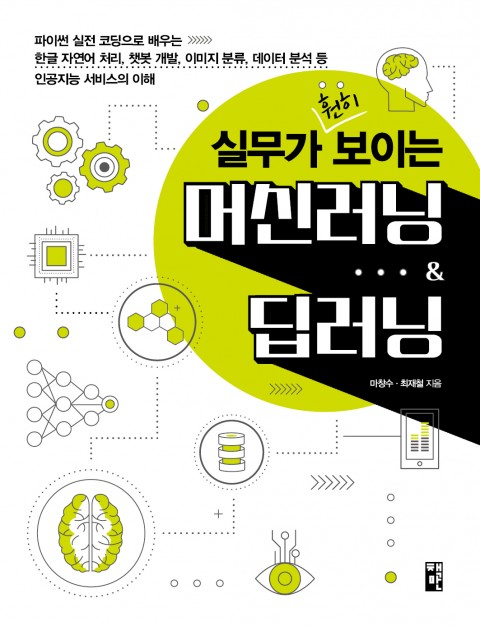 파이썬 실전 코딩으로 배우는
한글 자연어 처리, 챗봇 개발, 이미지 분류, 데이터 분석 등
인공지능 서비스의 이해
훤히
실무가 보이는
머신러닝
&
딥러닝
마창수 · 최재철 지음
책만